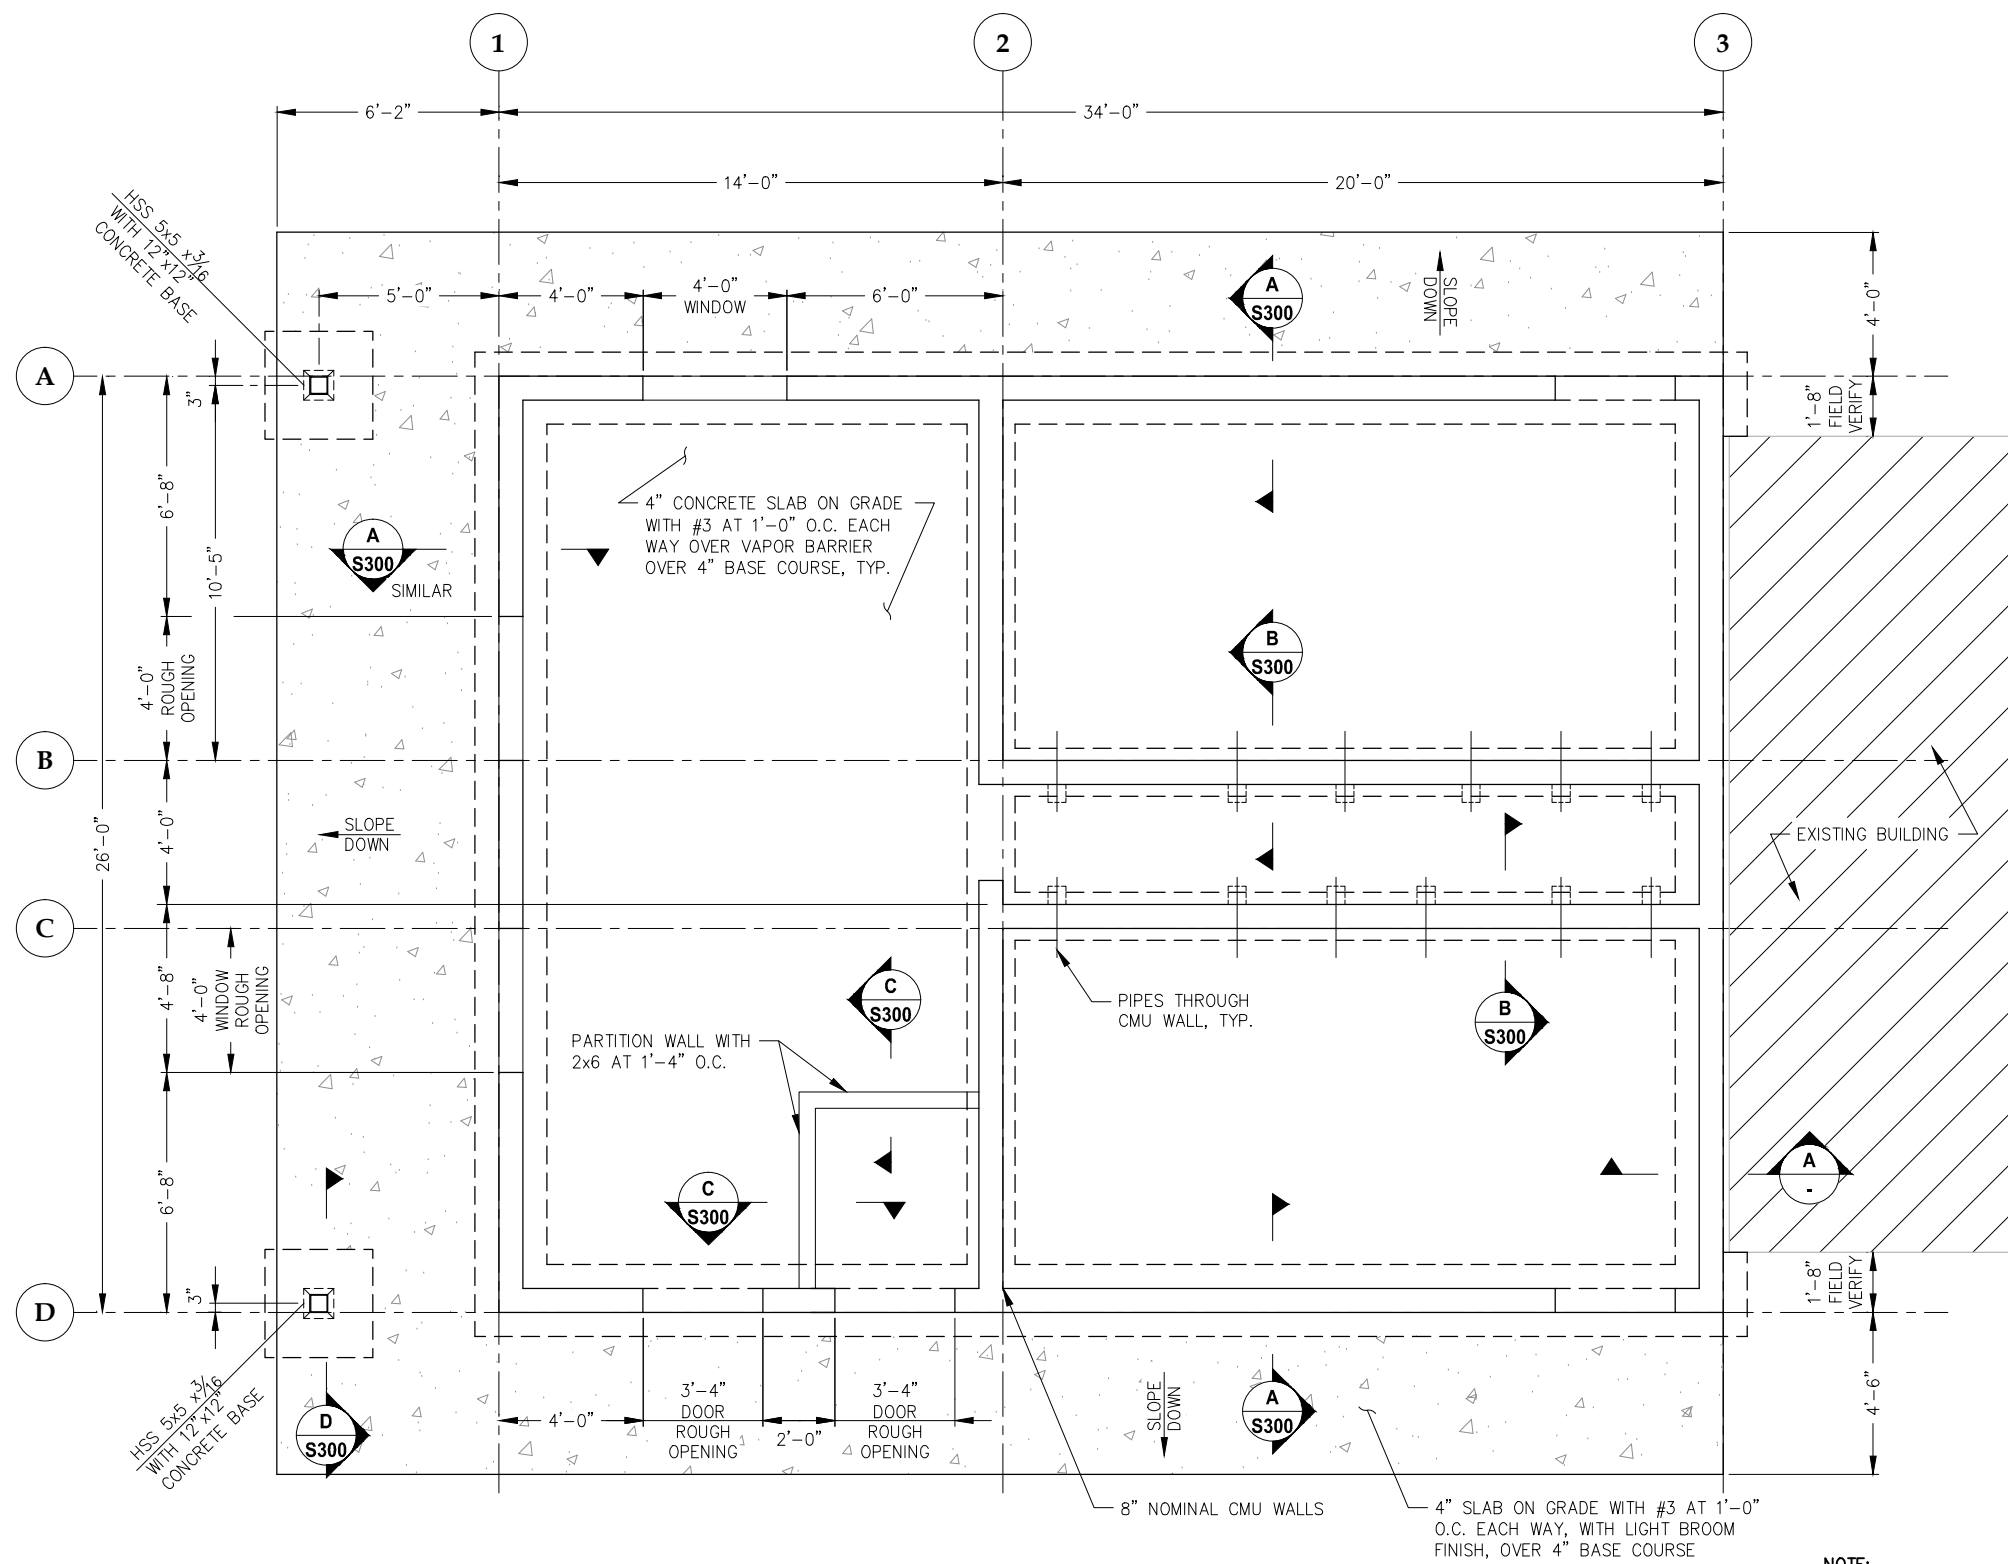 1
2
3
6'-2"
34'-0"
14'-0"
20'-0"
HSS 5x5 x3/16
WITH 12"x12"
CONCRETE BASE
5'-0"
4'-0"
4'-0"
WINDOW
6'-0"
A
S300
SLOPE
DOWN
4'-0"
A
3"
1'-8"
FIELD
VERIFY
6'-8"
10'-5"
4" CONCRETE SLAB ON GRADE
WITH #3 AT 1'-0" O.C. EACH
WAY OVER VAPOR BARRIER
OVER 4" BASE COURSE, TYP.
A
S300
SIMILAR
4'-0"
ROUGH
OPENING
B
S300
B
26'-0"
4'-0"
SLOPE
DOWN
EXISTING BUILDING
C
4'-8"
4'-0"
WINDOW
ROUGH
OPENING
C
S300
PIPES THROUGH
CMU WALL, TYP.
B
S300
PARTITION WALL WITH
2x6 AT 1'-4" O.C.
6'-8"
C
S300
A
-
3"
D
1'-8"
FIELD
VERIFY
HSS 5x5 x3/16
WITH 12"x12"
CONCRETE BASE
D
S300
4'-0"
3'-4"
DOOR
ROUGH
OPENING
2'-0"
3'-4"
DOOR
ROUGH
OPENING
SLOPE
DOWN
A
S300
4'-6"
8" NOMINAL CMU WALLS
4" SLAB ON GRADE WITH #3 AT 1'-0"
O.C. EACH WAY, WITH LIGHT BROOM
FINISH, OVER 4" BASE COURSE
NOTE: